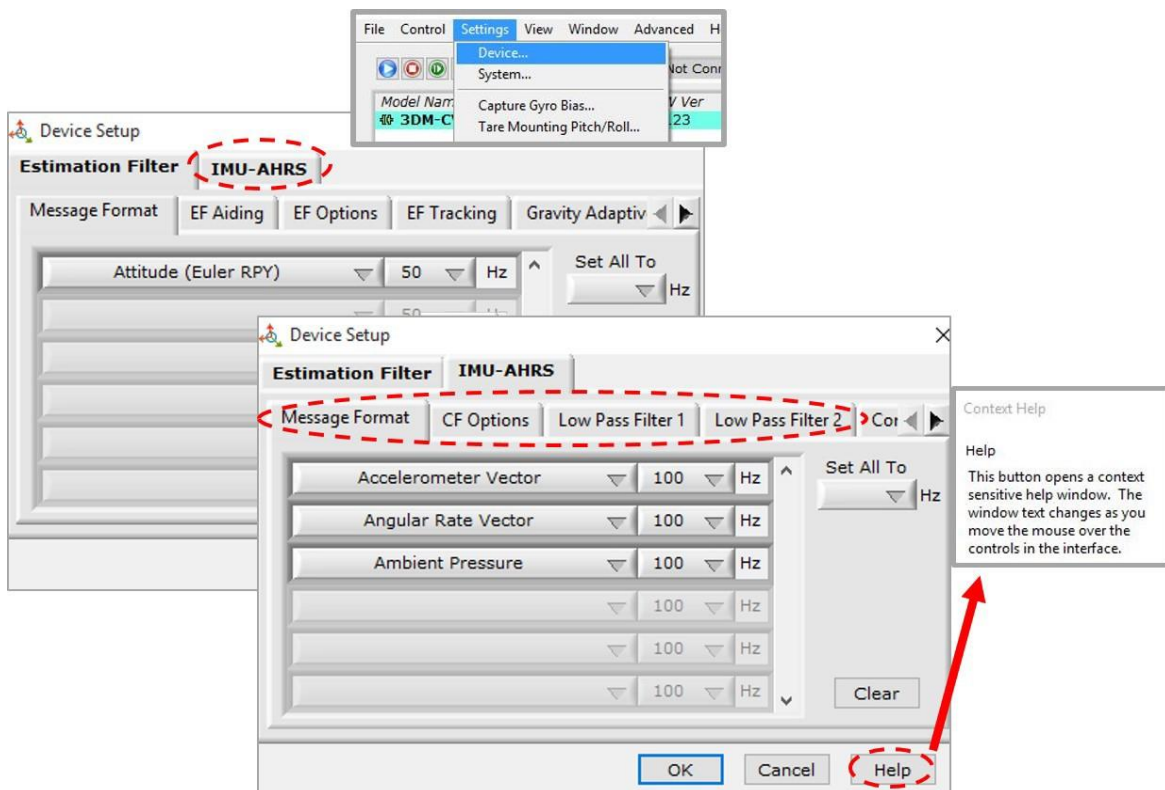 File Control Settings View Window Advanced H
Device...
System...
Not Conn
Model Nam
V Ver
3DM-C
23
Capture Gyro Bias...
Tare Mounting Pitch/Roll...
Device Setup
Estimation Filter IMU-AHRS
Message Format EF Aiding EF Options EF Tracking Gravity Adaptiv
Attitude (Euler RPY) 50 Hz
Set All To
Hz
Device Setup
Estimation Filter IMU-AHRS
Message Format CF Options Low Pass Filter 1 Low Pass Filter 2 Cor
Accelerometer Vector 100 Hz
Angular Rate Vector 100 Hz
Ambient Pressure 100 Hz
100 Hz
100 Hz
100 Hz
Set All To
Hz
Clear
OK Cancel Help
Context Help
Help
This button opens a context
sensitive help window. The
window text changes as you
move the mouse over the
controls in the interface.